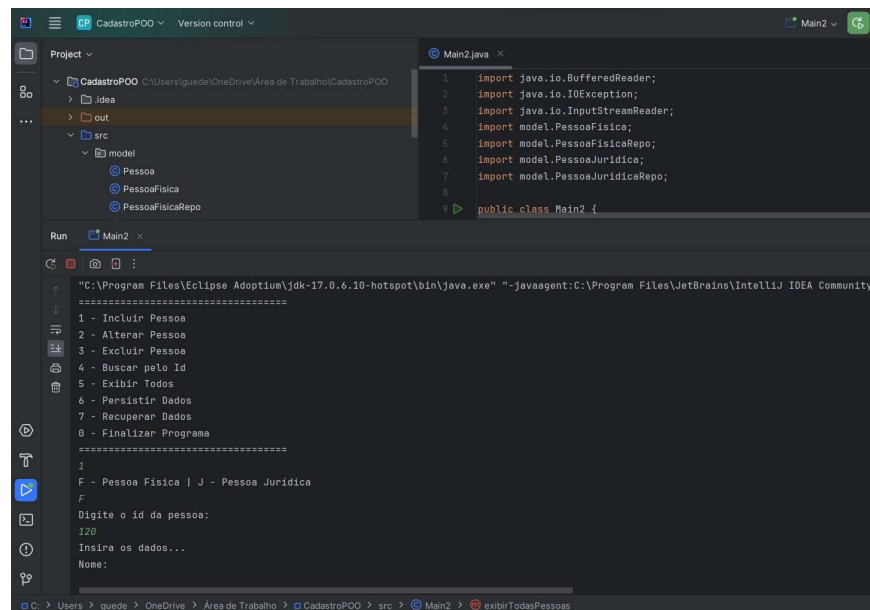 CP CadastroPOO Version control Main2
Project
CadastroPOO C:\Users\guede\OneDrive\Área de Trabalho\CadastroPOO
.idea
out
src
model
Pessoa
PessoaFisica
PessoaFisicaRepo
Main2.java
1 import java.io.BufferedReader;
2 import java.io.IOException;
3 import java.io.InputStreamReader;
4 import model.PessoaFisica;
5 import model.PessoaFisicaRepo;
6 import model.PessoaJuridica;
7 import model.PessoaJuridicaRepo;
8
9 public class Main2 {
Run Main2
"C:\Program Files\Eclipse Adoptium\jdk-17.0.6.10-hotspot\bin\java.exe" "-javaagent:C:\Program Files\JetBrains\IntelliJ IDEA Community
===================================
1 - Incluir Pessoa
2 - Alterar Pessoa
3 - Excluir Pessoa
4 - Buscar pelo Id
5 - Exibir Todos
6 - Persistir Dados
7 - Recuperar Dados
0 - Finalizar Programa
===================================
1
F - Pessoa Física | J - Pessoa Jurídica
F
Digite o id da pessoa:
120
Insira os dados...
Nome:
C: > Users > guede > OneDrive > Área de Trabalho > CadastroPOO > src > Main2 > exibirTodasPessoas